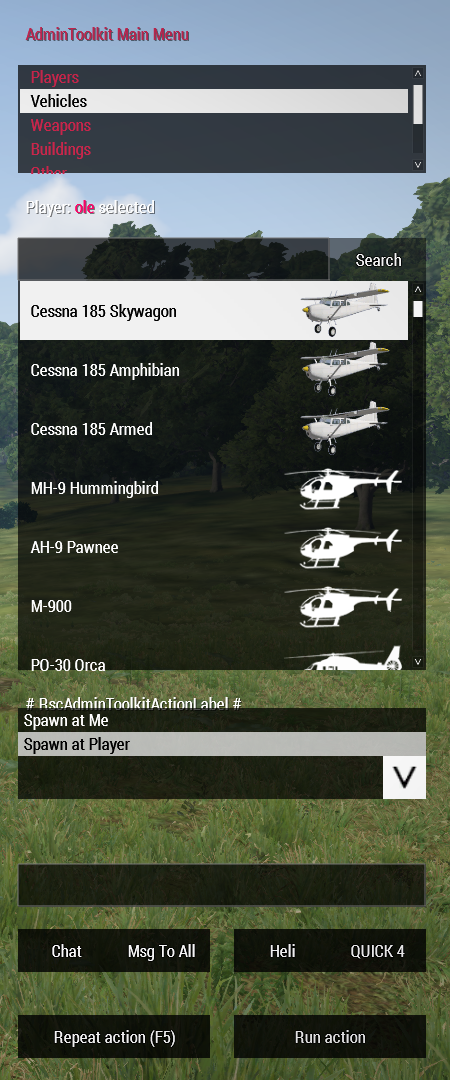 AdminToolkit Main Menu
Players
Vehicles
Weapons
Buildings
Other
Player: ole selected
Search
Cessna 185 Skywagon
Cessna 185 Amphibian
Cessna 185 Armed
MH-9 Hummingbird
AH-9 Pawnee
M-900
PO-30 Orca
# RscAdminToolkitActionLabel #
Spawn at Me
Spawn at Player
Chat Msg To All Heli QUICK 4
Repeat action (F5) Run action